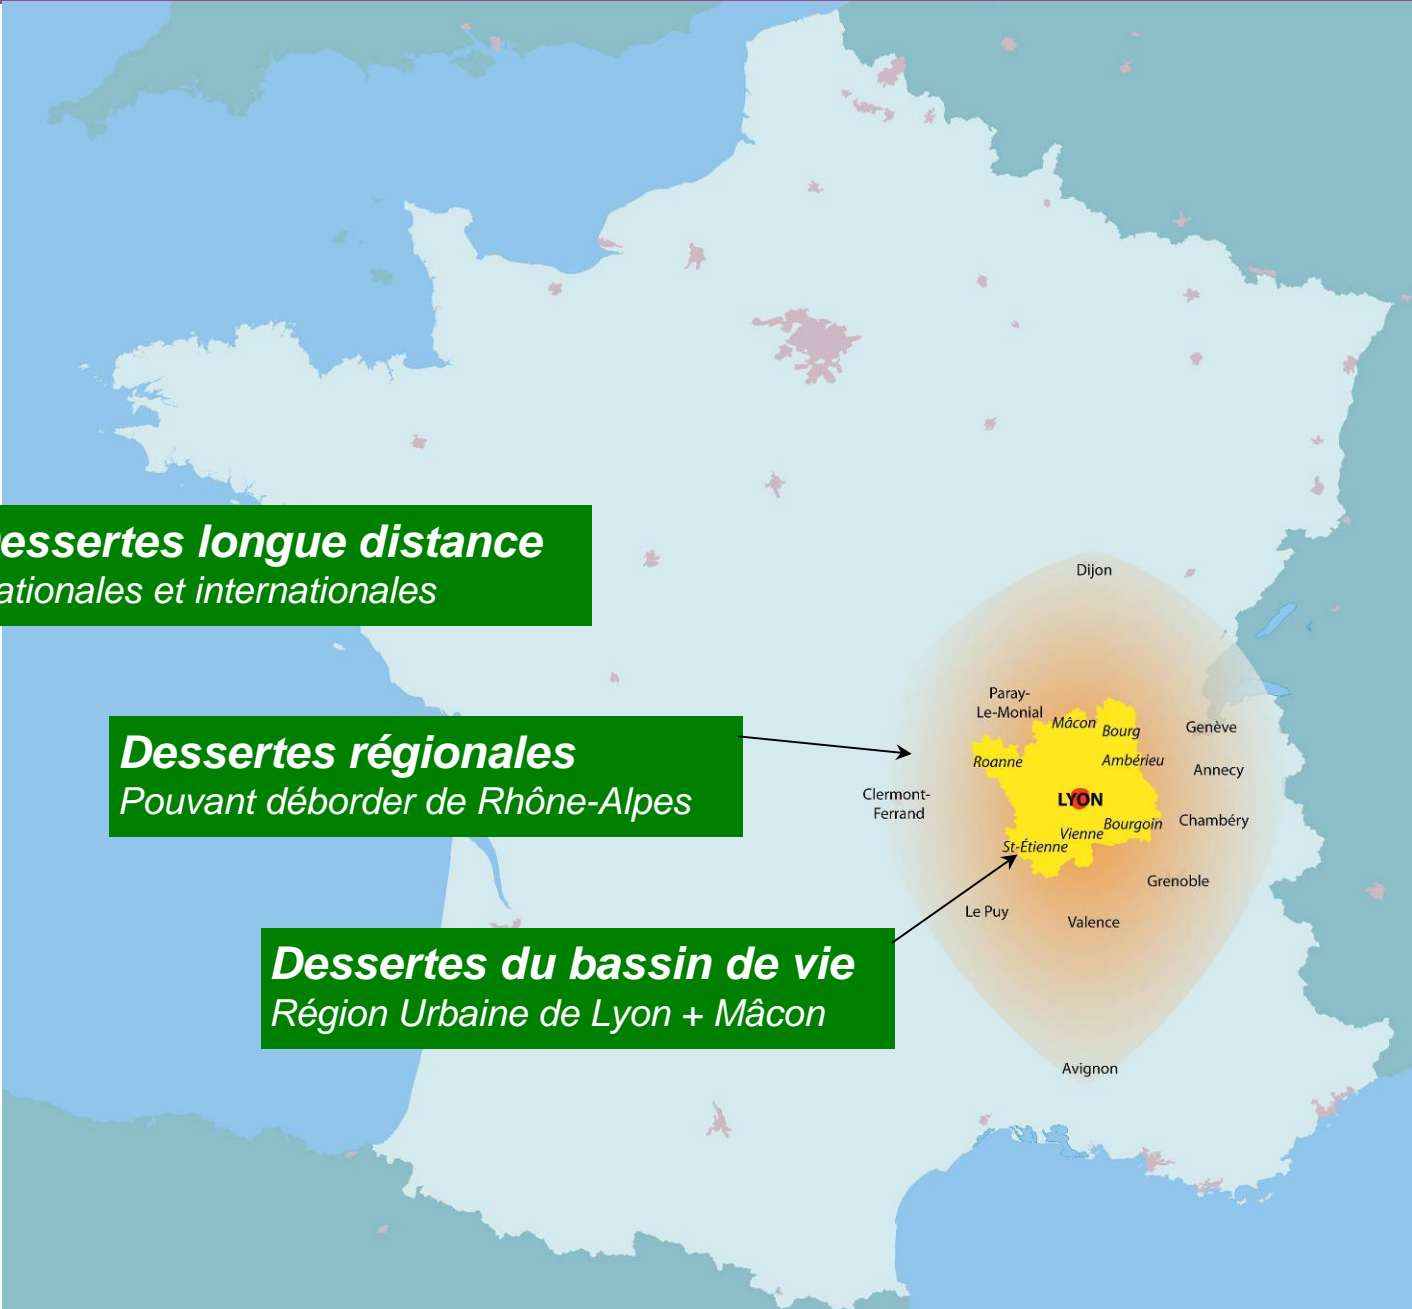 essertes longue distance
ationales et internationales
Dijon
Paray-
Le-Monial
Mâcon
Bourg
Genève
Dessertes régionales
Pouvant déborder de Rhône-Alpes
Roanne
Ambérieu
Annecy
Clermont-
Ferrand
LYON
Bourgoin
Chambéry
Vienne
St-Étienne
Grenoble
Le Puy
Valence
Dessertes du bassin de vie
Région Urbaine de Lyon + Mâcon
Avignon